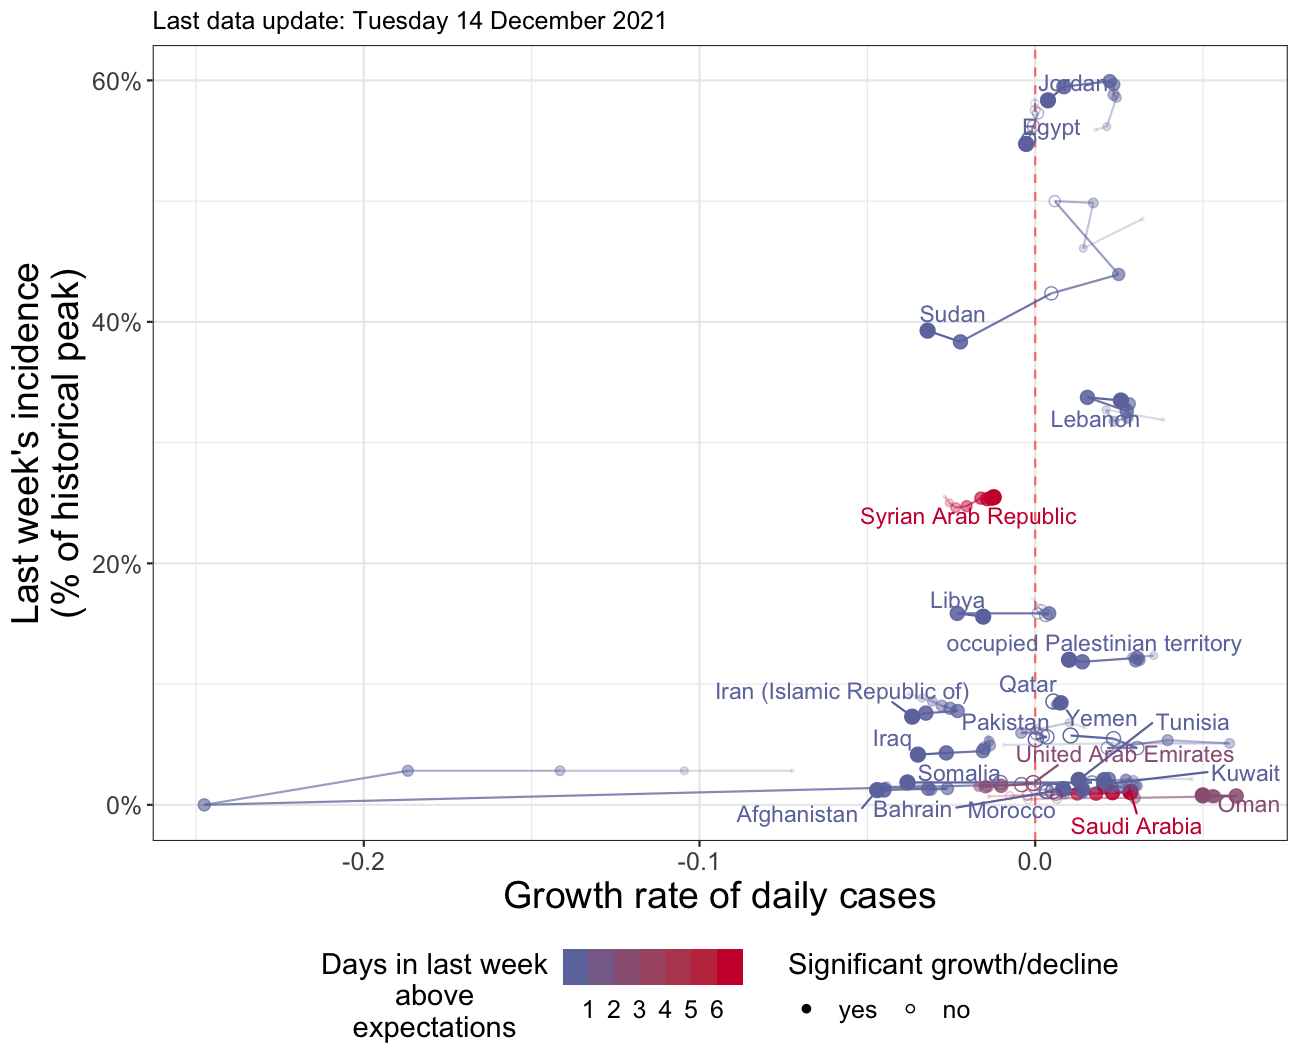 Last data update: Tuesday 14 December 2021
60%
Jordan
Egypt
40%
Sudan
Lebanon
Syrian Arab Republic
20%
Libya
occupied Palestinian territory
Qatar
Iran (Islamic Republic of)
Yemen
Tunisia
Pakistan
Iraq
United Arab Emirates
Somalia
Kuwait
0%
Afghanistan
Bahrain
Morocco
Oman
Saudi Arabia
Last week's incidence
(% of historical peak)
-0.2
-0.1
0.0
Growth rate of daily cases
Days in last week
above
expectations
1 2 3 4 5 6
Significant growth/decline
yes
no